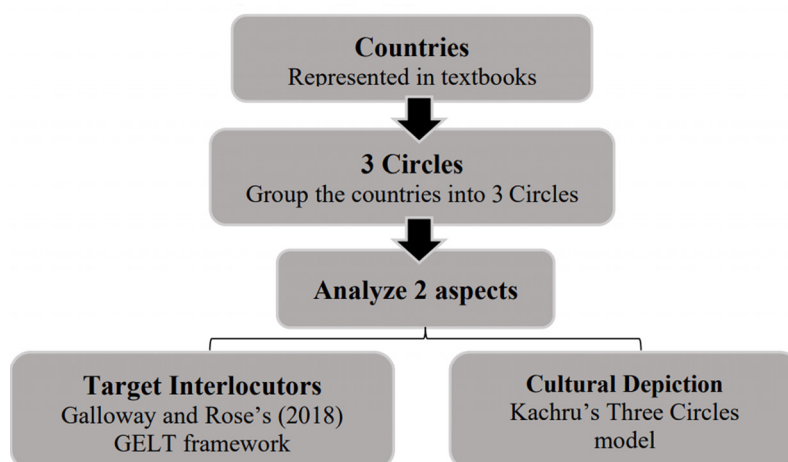 Countries
Represented in textbooks
3 Circles
Group the countries into 3 Circles
Analyze 2 aspects
Target Interlocutors
Galloway and Rose’s (2018)
GELT framework
Cultural Depiction
Kachru’s Three Circles
model